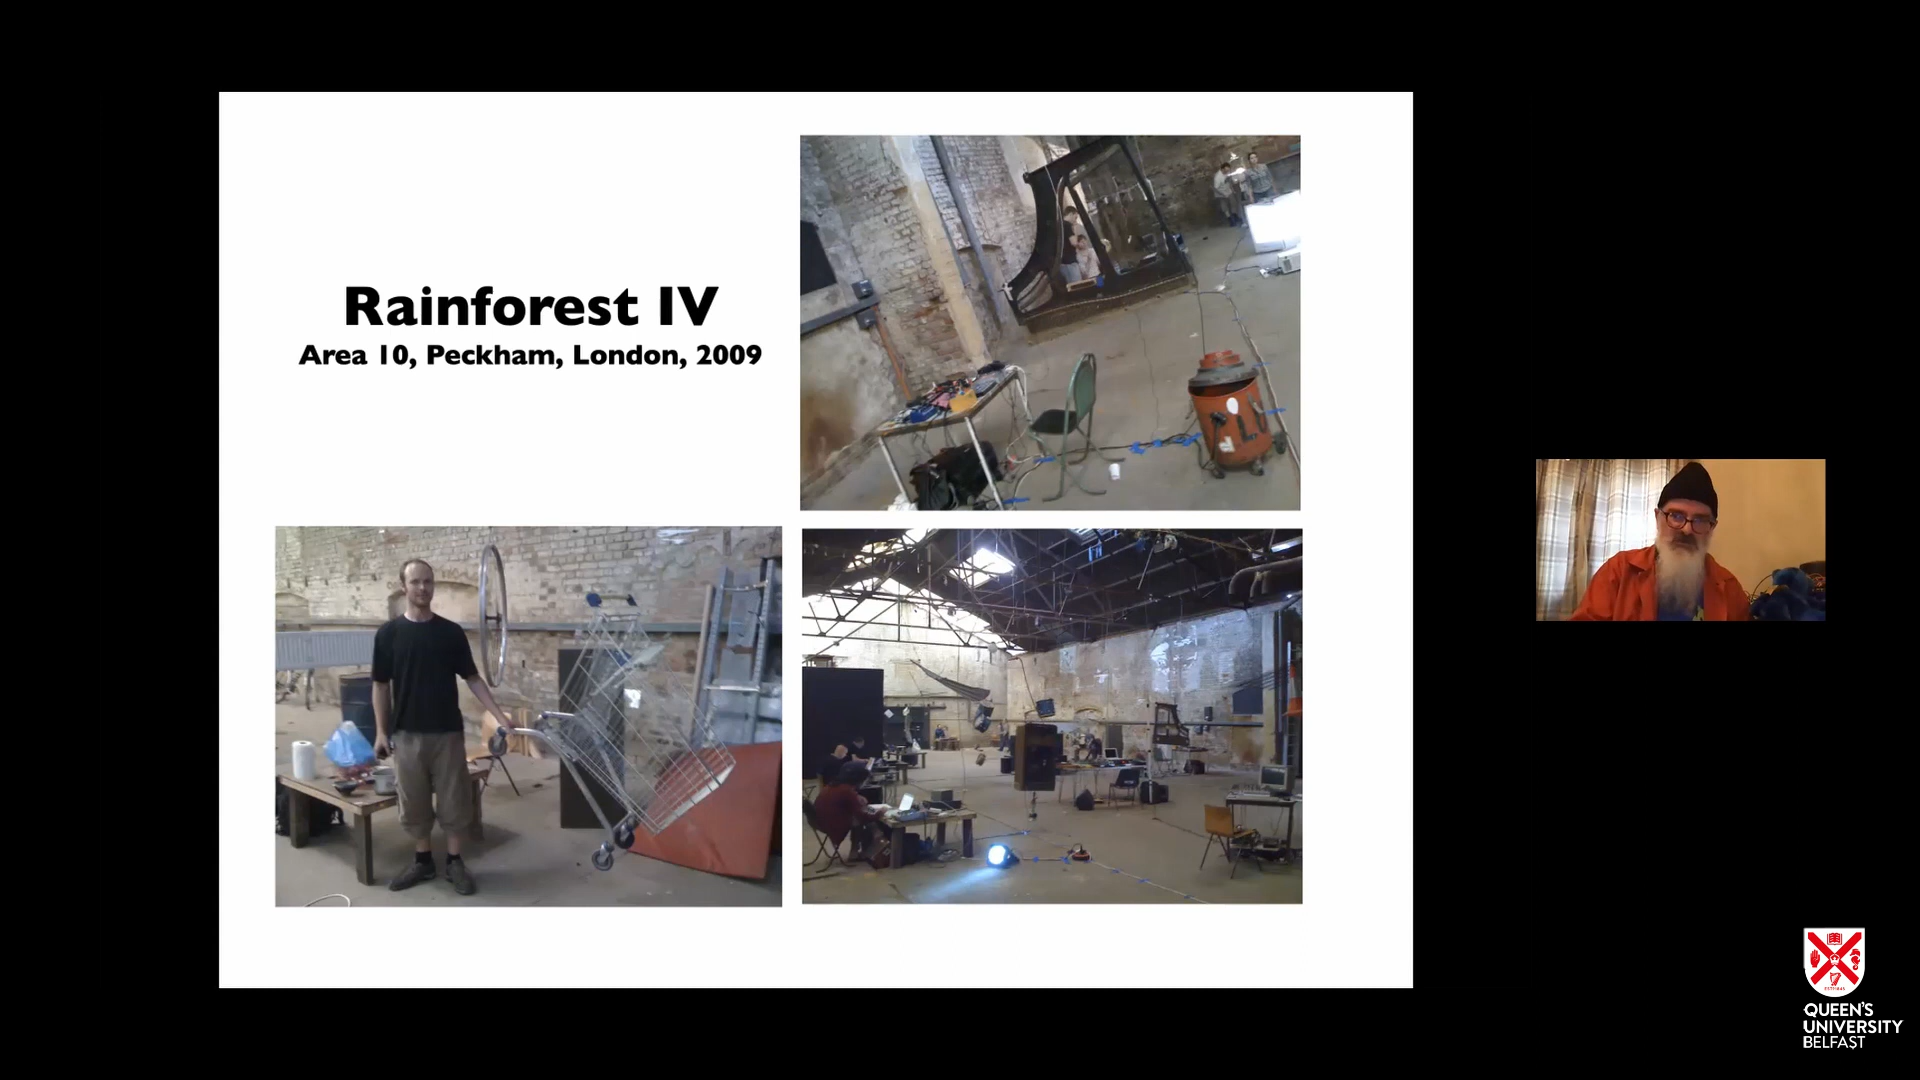 Rainforest IV
Area 10, Peckham, London, 2009
QUEEN'S
UNIVERSITY
BELFAST